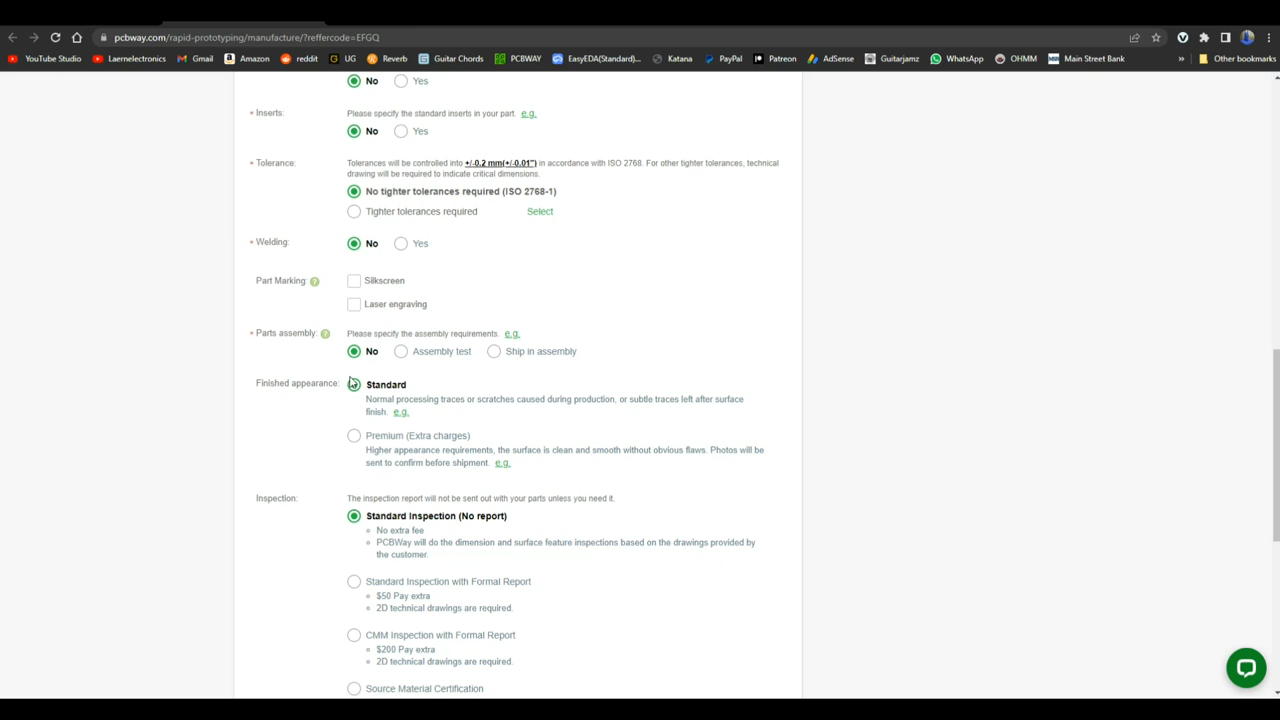 pcbway.com/rapid-prototyping/manufacture/?reffercode=EFGQ
YouTube Studio Laernelectronics Gmail Amazon reddit UG Reverb Guitar Chords PCBWAY EasyEDA(Standard)... Katana PayPal Patreon AdSense Guitarjamz WhatsApp OHMM Main Street Bank » Other bookmarks
No Yes
* Inserts: Please specify the standard inserts in your part. e.g.
No Yes
* Tolerance: Tolerances will be controlled into +/-0.2 mm(+/-0.01") in accordance with ISO 2768. For other tighter tolerances, technical
drawing will be required to indicate critical dimensions.
No tighter tolerances required (ISO 2768-1)
Tighter tolerances required Select
* Welding: No Yes
Part Marking: ? Silkscreen
Laser engraving
* Parts assembly: ? Please specify the assembly requirements. e.g.
No Assembly test Ship in assembly
Finished appearance: Standard
Normal processing traces or scratches caused during production, or subtle traces left after surface
finish. e.g.
Premium (Extra charges)
Higher appearance requirements, the surface is clean and smooth without obvious flaws. Photos will be
sent to confirm before shipment. e.g.
Inspection: The inspection report will not be sent out with your parts unless you need it.
Standard Inspection (No report)
No extra fee
PCBWay will do the dimension and surface feature inspections based on the drawings provided by
the customer.
Standard Inspection with Formal Report
$50 Pay extra
2D technical drawings are required.
CMM Inspection with Formal Report
$200 Pay extra
2D technical drawings are required.
Source Material Certification